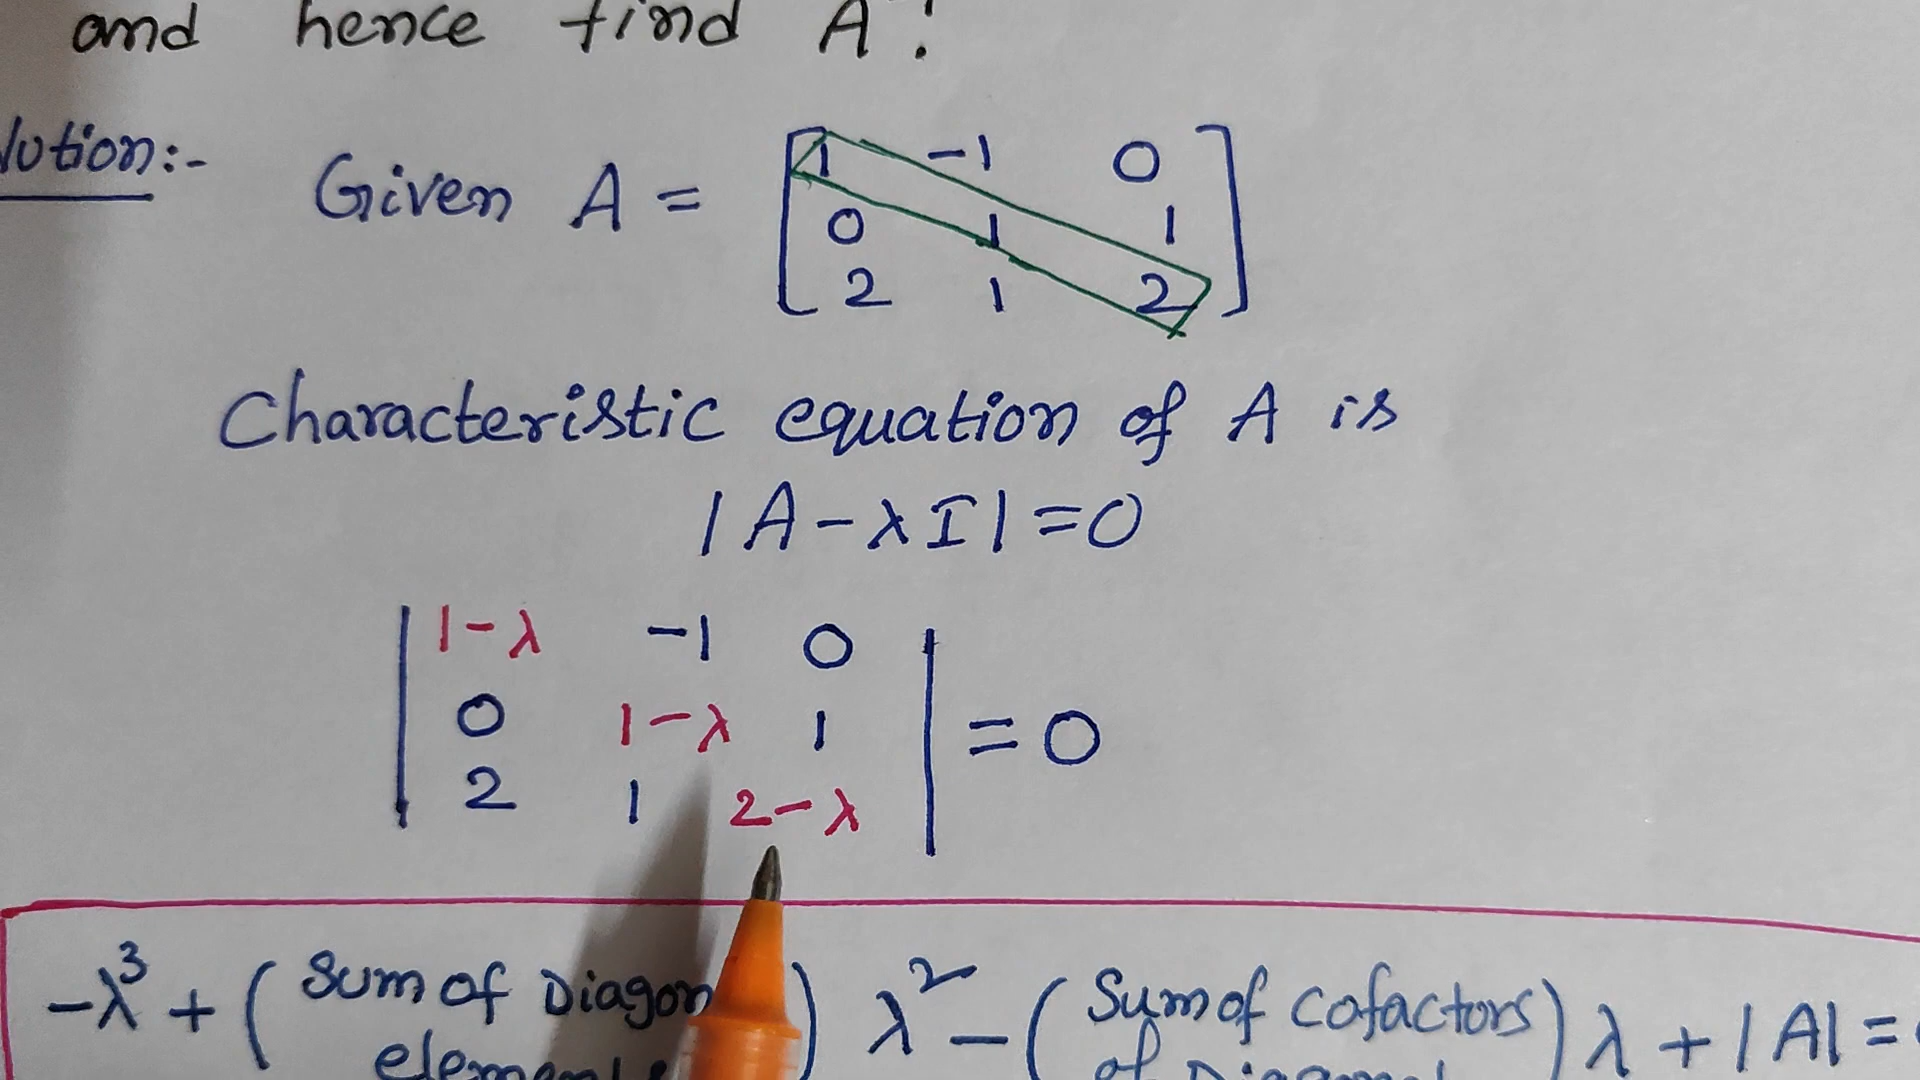 and hence find A
lution:- Given A = [1 -1 0
0 1 1
2 1 2]
Characteristic equation of A is
|A-λI|=0
|1-λ -1 0
0 1-λ 1
2 1 2-λ| = 0
-λ³ + (Sum of Diagon ) λ² - (Sum of cofactors) λ + |A| =
of